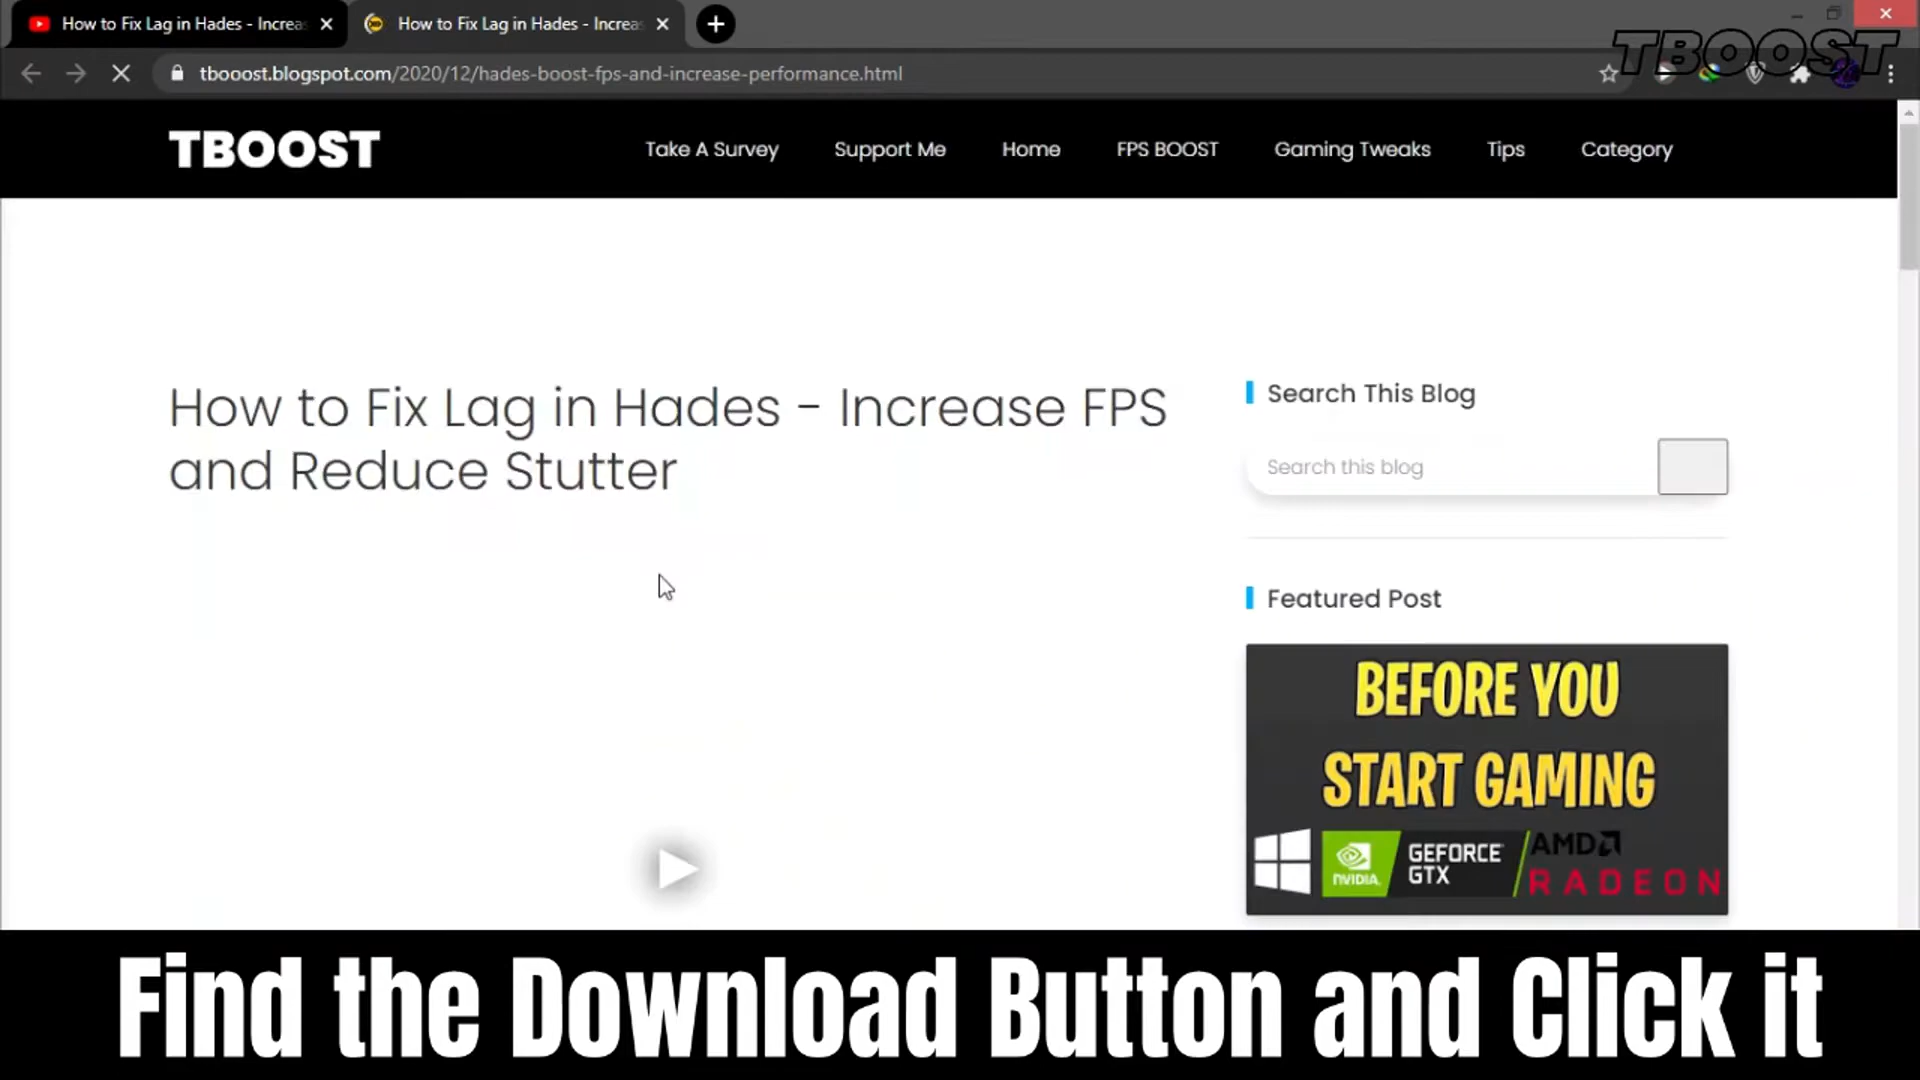 How to Fix Lag in Hades - Increas
How to Fix Lag in Hades - Increas
tbooost.blogspot.com/2020/12/hades-boost-fps-and-increase-performance.html
TBOOST
TBOOST
Take A Survey
Support Me
Home
FPS BOOST
Gaming Tweaks
Tips
Category
How to Fix Lag in Hades - Increase FPS
and Reduce Stutter
Search This Blog
Search this blog
Featured Post
BEFORE YOU
START GAMING
NVIDIA.
GEFORCE
GTX
AMD
RADEON
Find the Download Button and Click it